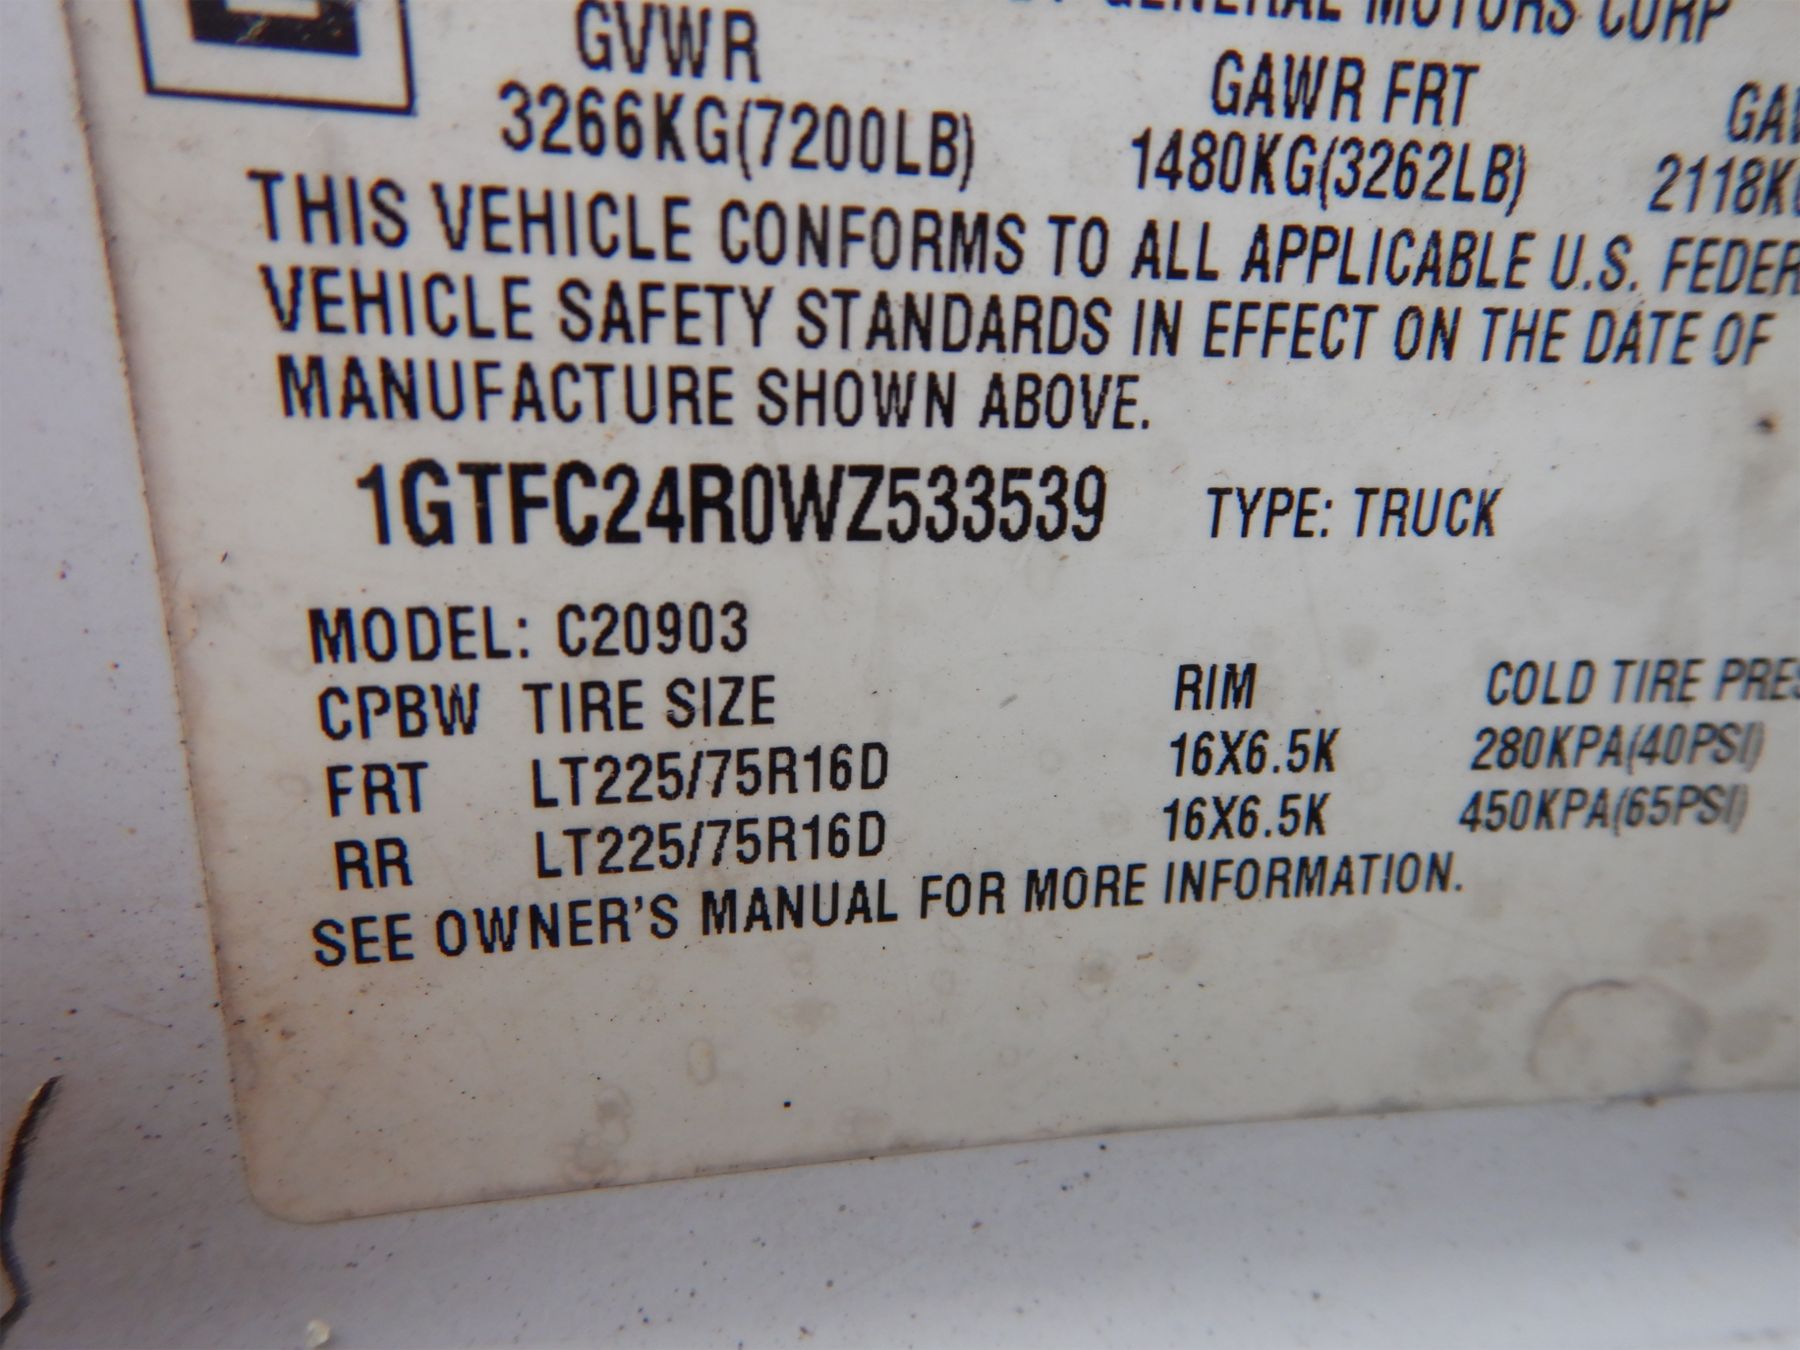 GENERAL MOTORS CORP
GVWR GAWR FRT
3266KG(7200LB) 1480KG(3262LB) 2118K
THIS VEHICLE CONFORMS TO ALL APPLICABLE U.S. FEDER
VEHICLE SAFETY STANDARDS IN EFFECT ON THE DATE OF
MANUFACTURE SHOWN ABOVE.
1GTFC24R0WZ533539 TYPE: TRUCK
MODEL: C20903
CPBW TIRE SIZE RIM COLD TIRE PRES
FRT LT225/75R16D 16X6.5K 280KPA(40PSI)
RR LT225/75R16D 16X6.5K 450KPA(65PSI)
SEE OWNER'S MANUAL FOR MORE INFORMATION.